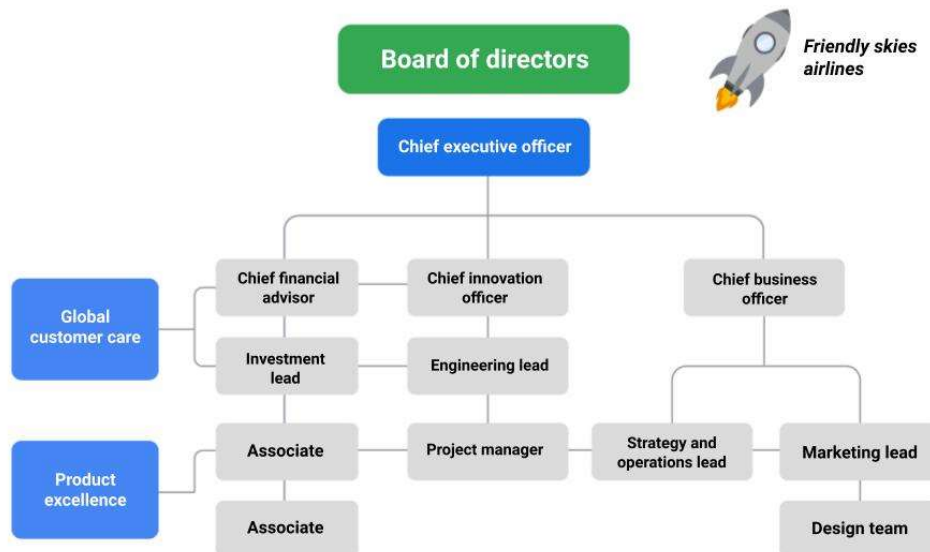 Board of directors
Friendly skies
airlines
Chief executive officer
Chief financial
advisor
Chief innovation
officer
Chief business
officer
Global
customer care
Investment
lead
Engineering lead
Associate
Project manager
Strategy and
operations lead
Marketing lead
Product
excellence
Associate
Design team